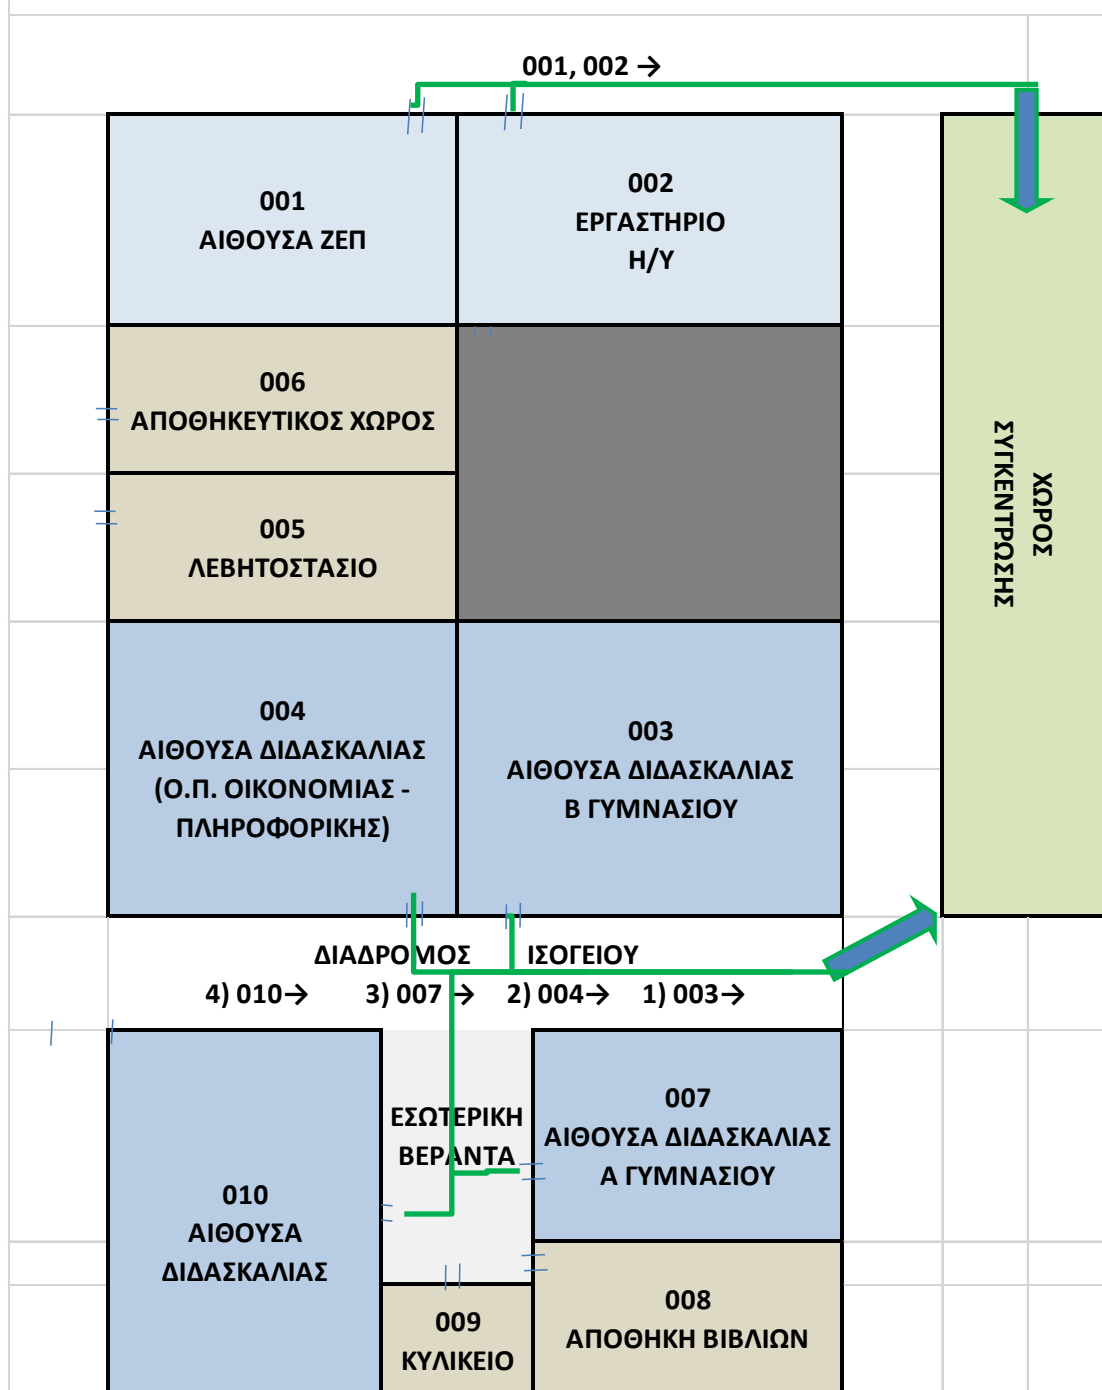 001, 002 →
001
ΑΙΘΟΥΣΑ ΖΕΠ
002
ΕΡΓΑΣΤΗΡΙΟ
Η/Υ
006
ΑΠΟΘΗΚΕΥΤΙΚΟΣ ΧΩΡΟΣ
005
ΛΕΒΗΤΟΣΤΑΣΙΟ
ΧΩΡΟΣ
ΣΥΓΚΕΝΤΡΩΣΗΣ
004
ΑΙΘΟΥΣΑ ΔΙΔΑΣΚΑΛΙΑΣ
(Ο.Π. ΟΙΚΟΝΟΜΙΑΣ -
ΠΛΗΡΟΦΟΡΙΚΗΣ)
003
ΑΙΘΟΥΣΑ ΔΙΔΑΣΚΑΛΙΑΣ
Β ΓΥΜΝΑΣΙΟΥ
ΔΙΑΔΡΟΜΟΣ ΙΣΟΓΕΙΟΥ
4) 010→ 3) 007 → 2) 004→ 1) 003→
ΕΣΩΤΕΡΙΚΗ
ΒΕΡΑΝΤΑ
007
ΑΙΘΟΥΣΑ ΔΙΔΑΣΚΑΛΙΑΣ
Α ΓΥΜΝΑΣΙΟΥ
010
ΑΙΘΟΥΣΑ
ΔΙΔΑΣΚΑΛΙΑΣ
009
ΚΥΛΙΚΕΙΟ
008
ΑΠΟΘΗΚΗ ΒΙΒΛΙΩΝ